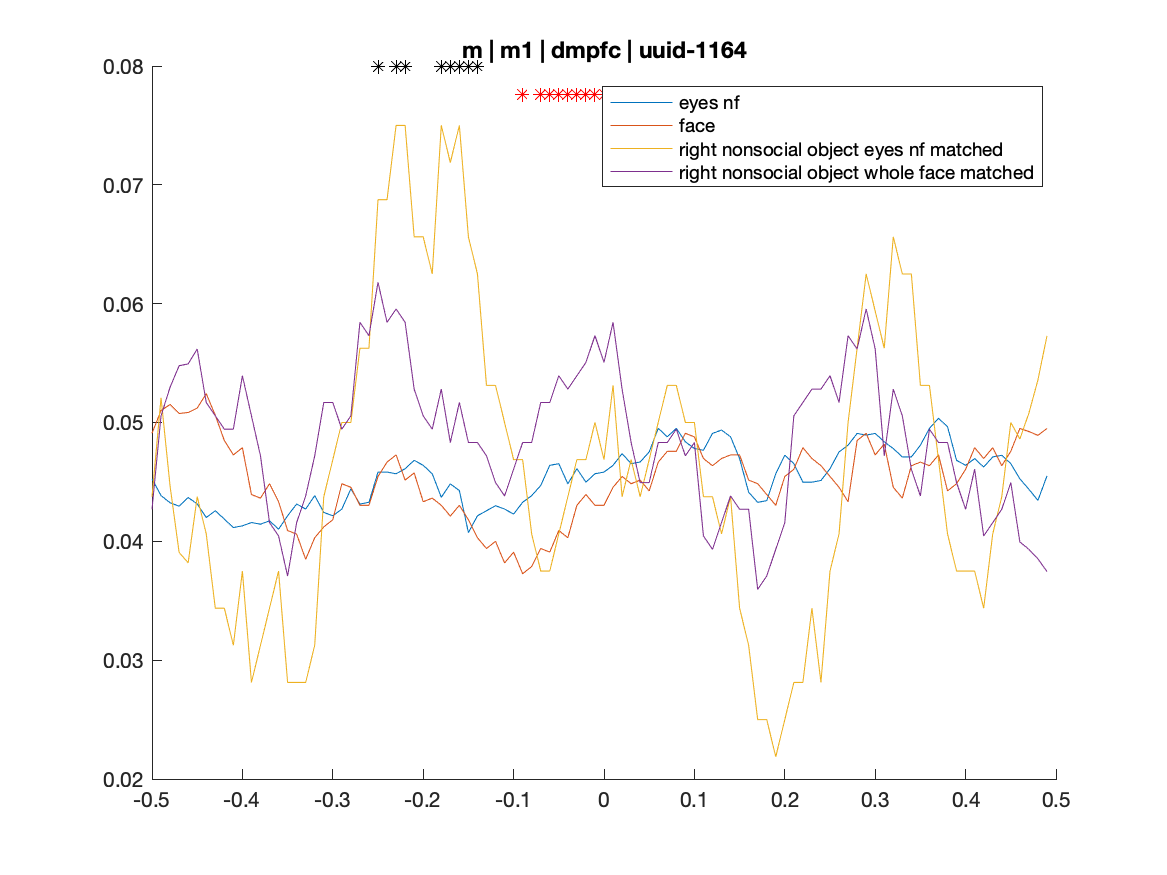 m | m1 | dmpfc | uuid-1164
0.08
0.07
0.06
0.05
0.04
0.03
0.02
eyes nf
face
right nonsocial object eyes nf matched
right nonsocial object whole face matched
-0.5 -0.4 -0.3 -0.2 -0.1 0 0.1 0.2 0.3 0.4 0.5